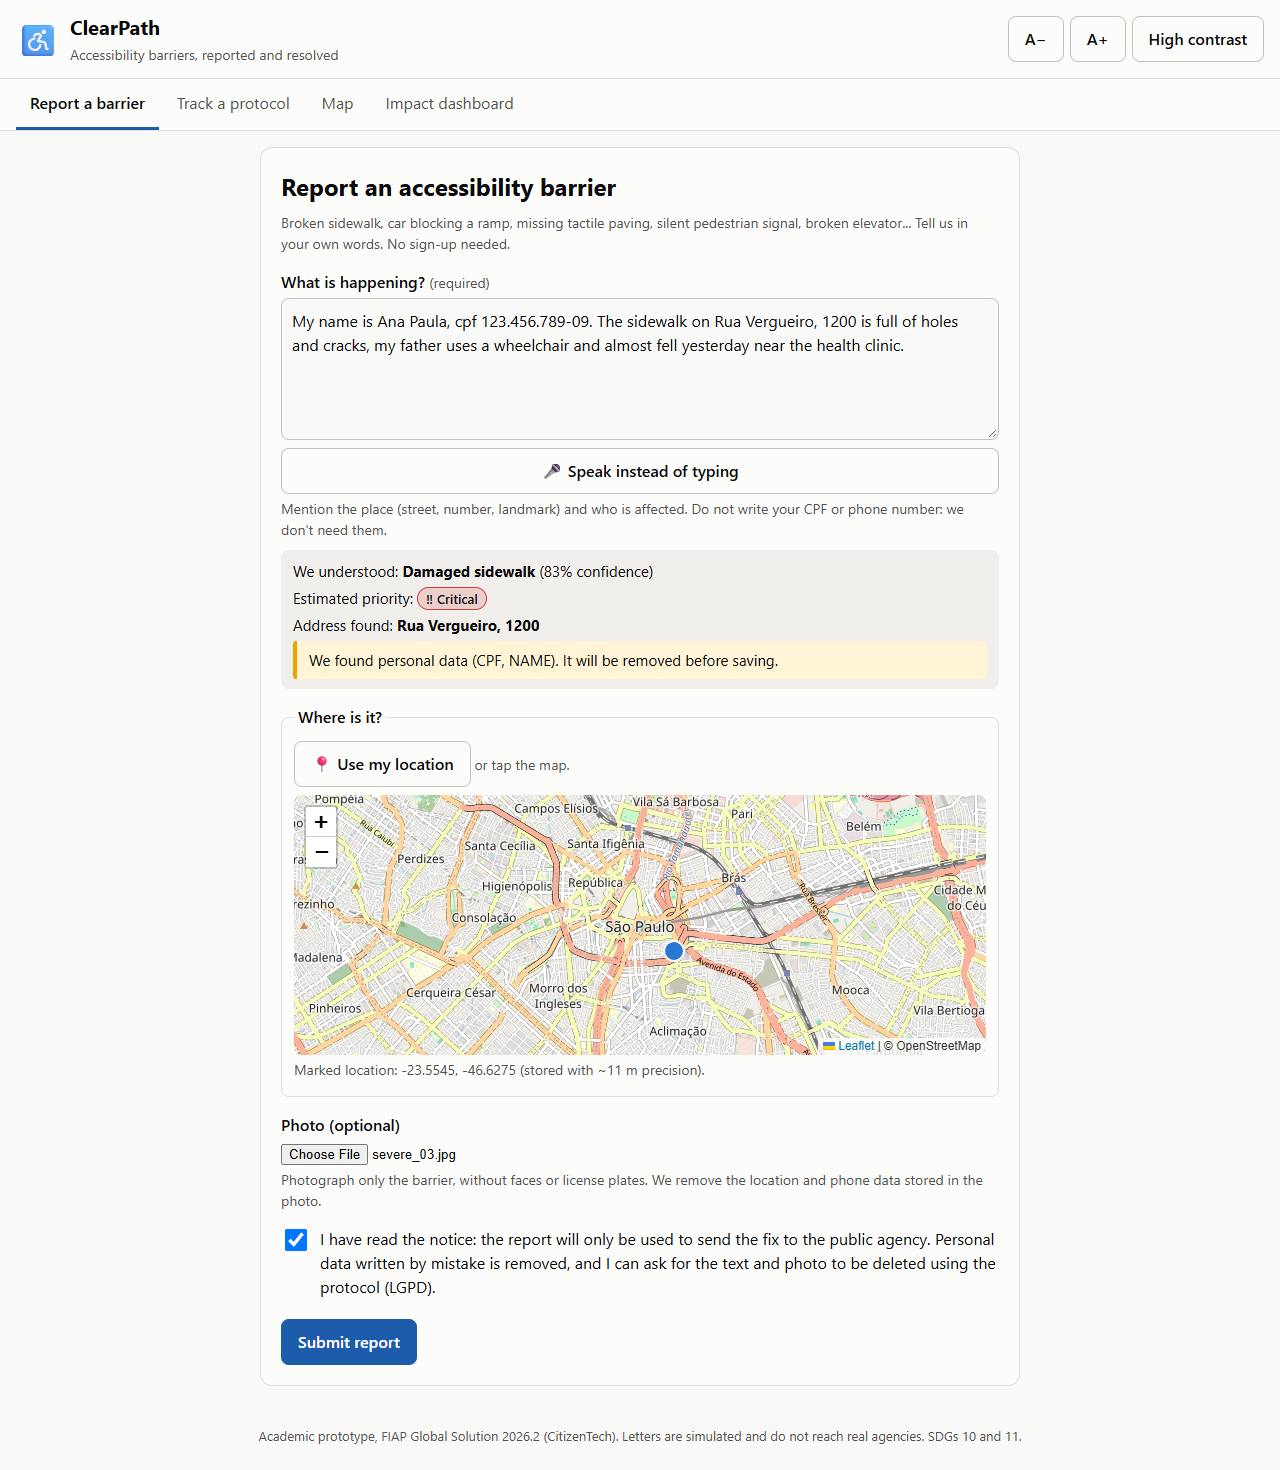 ClearPath
Accessibility barriers, reported and resolved
A−
A+
High contrast
Report a barrier
Track a protocol
Map
Impact dashboard
Report an accessibility barrier
Broken sidewalk, car blocking a ramp, missing tactile paving, silent pedestrian signal, broken elevator... Tell us in
your own words. No sign-up needed.
What is happening? (required)
My name is Ana Paula, cpf 123.456.789-09. The sidewalk on Rua Vergueiro, 1200 is full of holes
and cracks, my father uses a wheelchair and almost fell yesterday near the health clinic.
Speak instead of typing
Mention the place (street, number, landmark) and who is affected. Do not write your CPF or phone number: we
don't need them.
We understood: Damaged sidewalk (83% confidence)
Estimated priority: !! Critical
Address found: Rua Vergueiro, 1200
We found personal data (CPF, NAME). It will be removed before saving.
Where is it?
Use my location or tap the map.
Pompéia
Campos Elísios
Vila Sá Barbosa
Pari
+
Rua Caiubi
Belém
Santa Cecília
Santa Ifigênia
−
Perdizes
Higienópolis
República
Brás
Cidade M
do Céu
Rua Bresser
rezinho
Consolação
São Paulo
Madalena
Avenida do Estado
Cerqueira César
Morro dos
Ingleses
Mooca
Pinheiros
Vila Bertioga
Aclimação
Leaflet | © OpenStreetMap
Marked location: -23.5545, -46.6275 (stored with ~11 m precision).
Photo (optional)
Choose File severe_03.jpg
Photograph only the barrier, without faces or license plates. We remove the location and phone data stored in the
photo.
I have read the notice: the report will only be used to send the fix to the public agency. Personal
data written by mistake is removed, and I can ask for the text and photo to be deleted using the
protocol (LGPD).
Submit report
Academic prototype, FIAP Global Solution 2026.2 (CitizenTech). Letters are simulated and do not reach real agencies. SDGs 10 and 11.